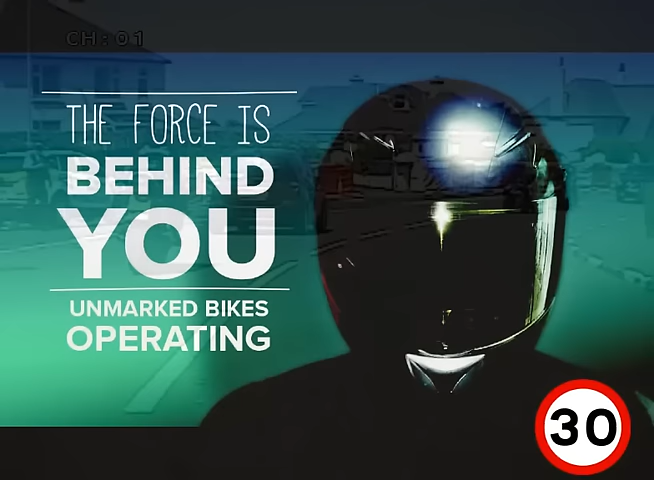 CH:01
THE FORCE IS
BEHIND
YOU
UNMARKED BIKES
OPERATING
30